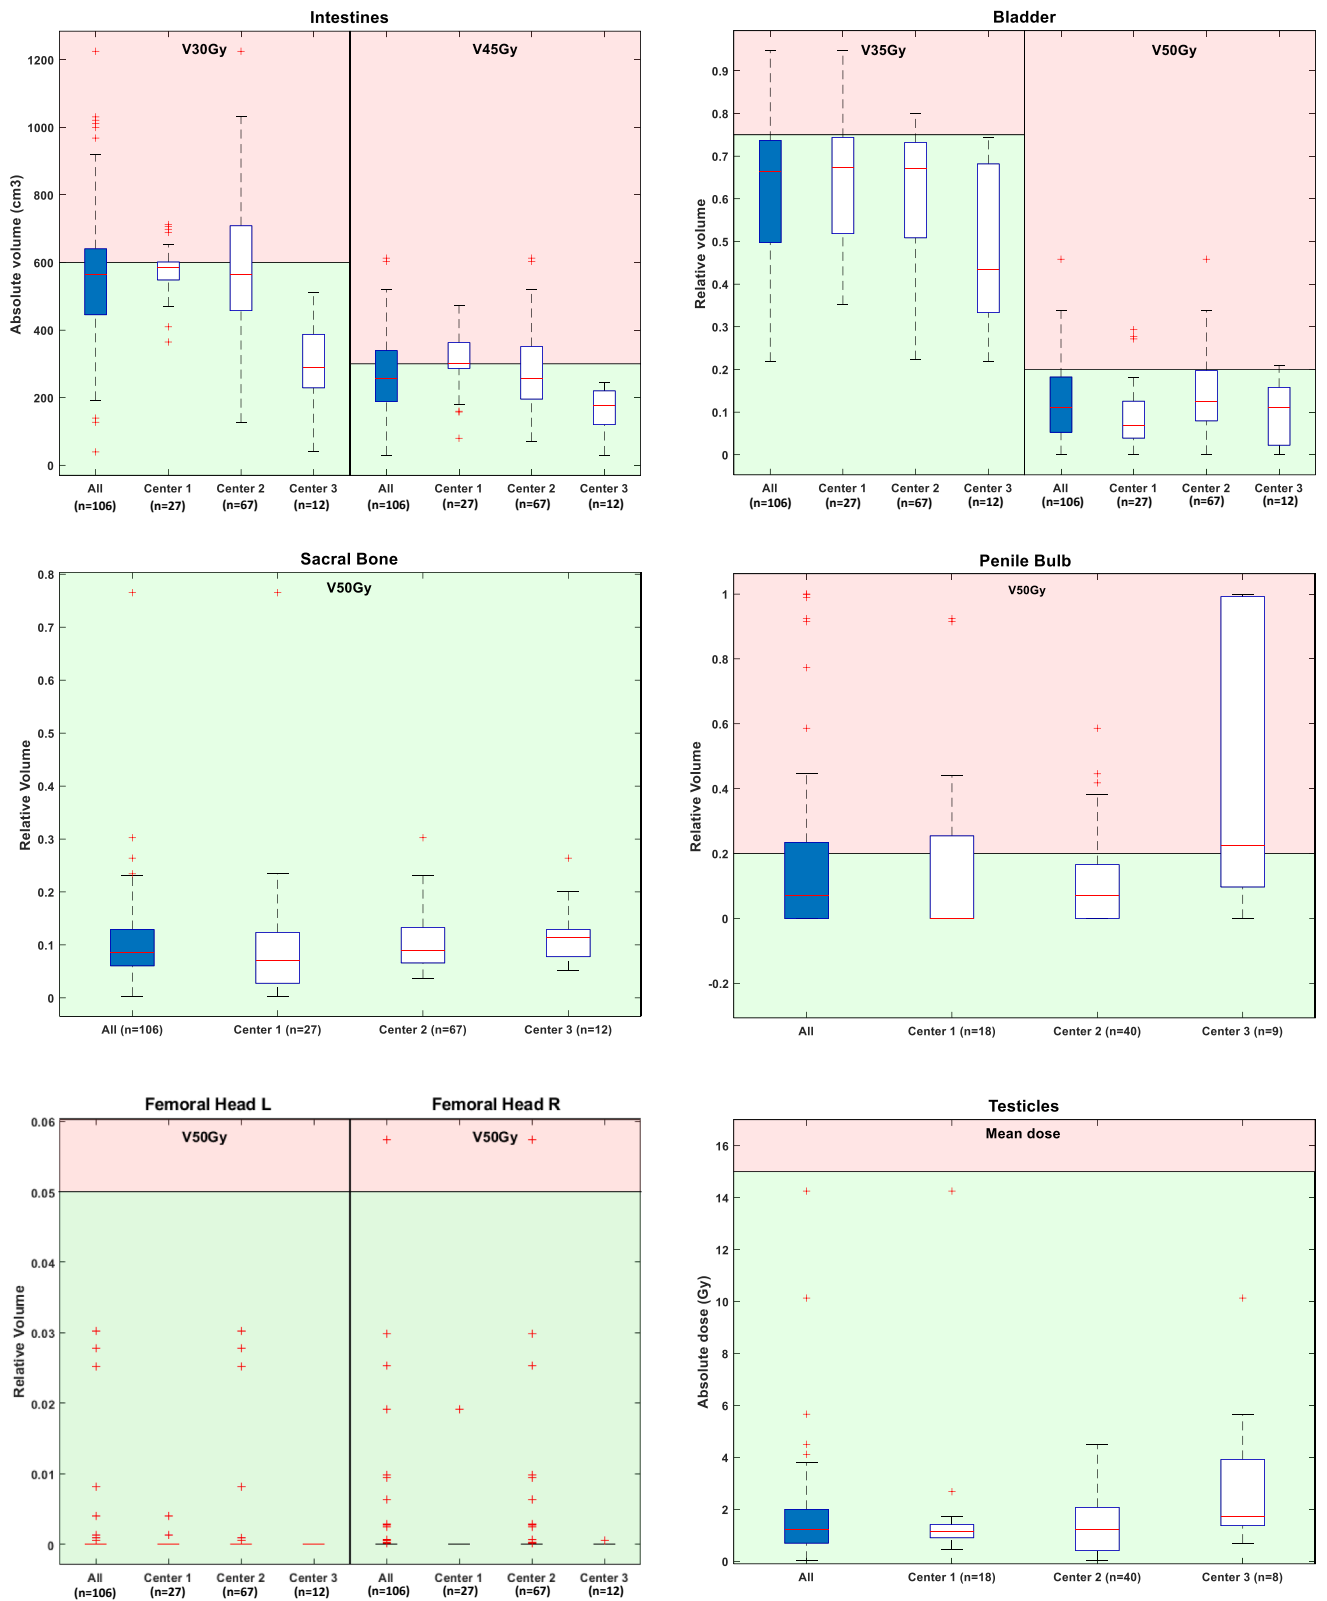 Intestines
V30Gy
V45Gy
Absolute volume (cm3)
1200
1000
800
600
400
200
0
All
Center 1
Center 2
Center 3
All
Center 1
Center 2
Center 3
(n=106)
(n=27)
(n=67)
(n=12)
(n=106)
(n=27)
(n=67)
(n=12)
Bladder
V35Gy
V50Gy
Relative volume
0.9
0.8
0.7
0.6
0.5
0.4
0.3
0.2
0.1
0
All
Center 1
Center 2
Center 3
All
Center 1
Center 2
Center 3
(n=106)
(n=27)
(n=67)
(n=12)
(n=106)
(n=27)
(n=67)
(n=12)
Sacral Bone
V50Gy
Relative Volume
0.8
0.7
0.6
0.5
0.4
0.3
0.2
0.1
0
All (n=106)
Center 1 (n=27)
Center 2 (n=67)
Center 3 (n=12)
Penile Bulb
V50Gy
Relative Volume
1
0.8
0.6
0.4
0.2
0
-0.2
All
Center 1 (n=18)
Center 2 (n=40)
Center 3 (n=9)
Femoral Head L
Femoral Head R
V50Gy
V50Gy
Relative Volume
0.06
0.05
0.04
0.03
0.02
0.01
0
All
Center 1
Center 2
Center 3
All
Center 1
Center 2
Center 3
(n=106)
(n=27)
(n=67)
(n=12)
(n=106)
(n=27)
(n=67)
(n=12)
Testicles
Mean dose
Absolute dose (Gy)
16
14
12
10
8
6
4
2
0
All
Center 1 (n=18)
Center 2 (n=40)
Center 3 (n=8)